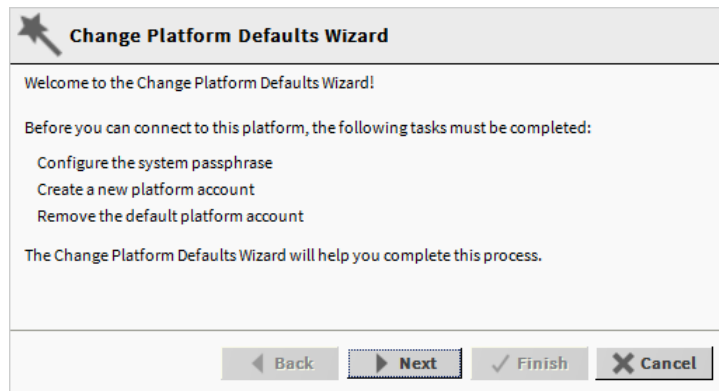 Change Platform Defaults Wizard
Welcome to the Change Platform Defaults Wizard!
Before you can connect to this platform, the following tasks must be completed:
Configure the system passphrase
Create a new platform account
Remove the default platform account
The Change Platform Defaults Wizard will help you complete this process.
Back Next Finish Cancel